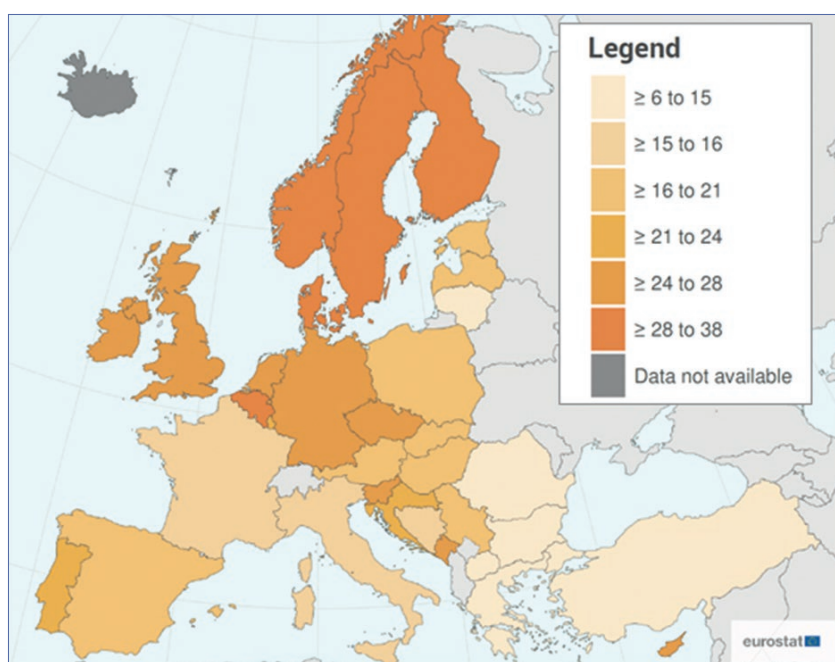 Legend
≥ 6 to 15
≥ 15 to 16
≥ 16 to 21
≥ 21 to 24
≥ 24 to 28
≥ 28 to 38
Data not available
eurostat